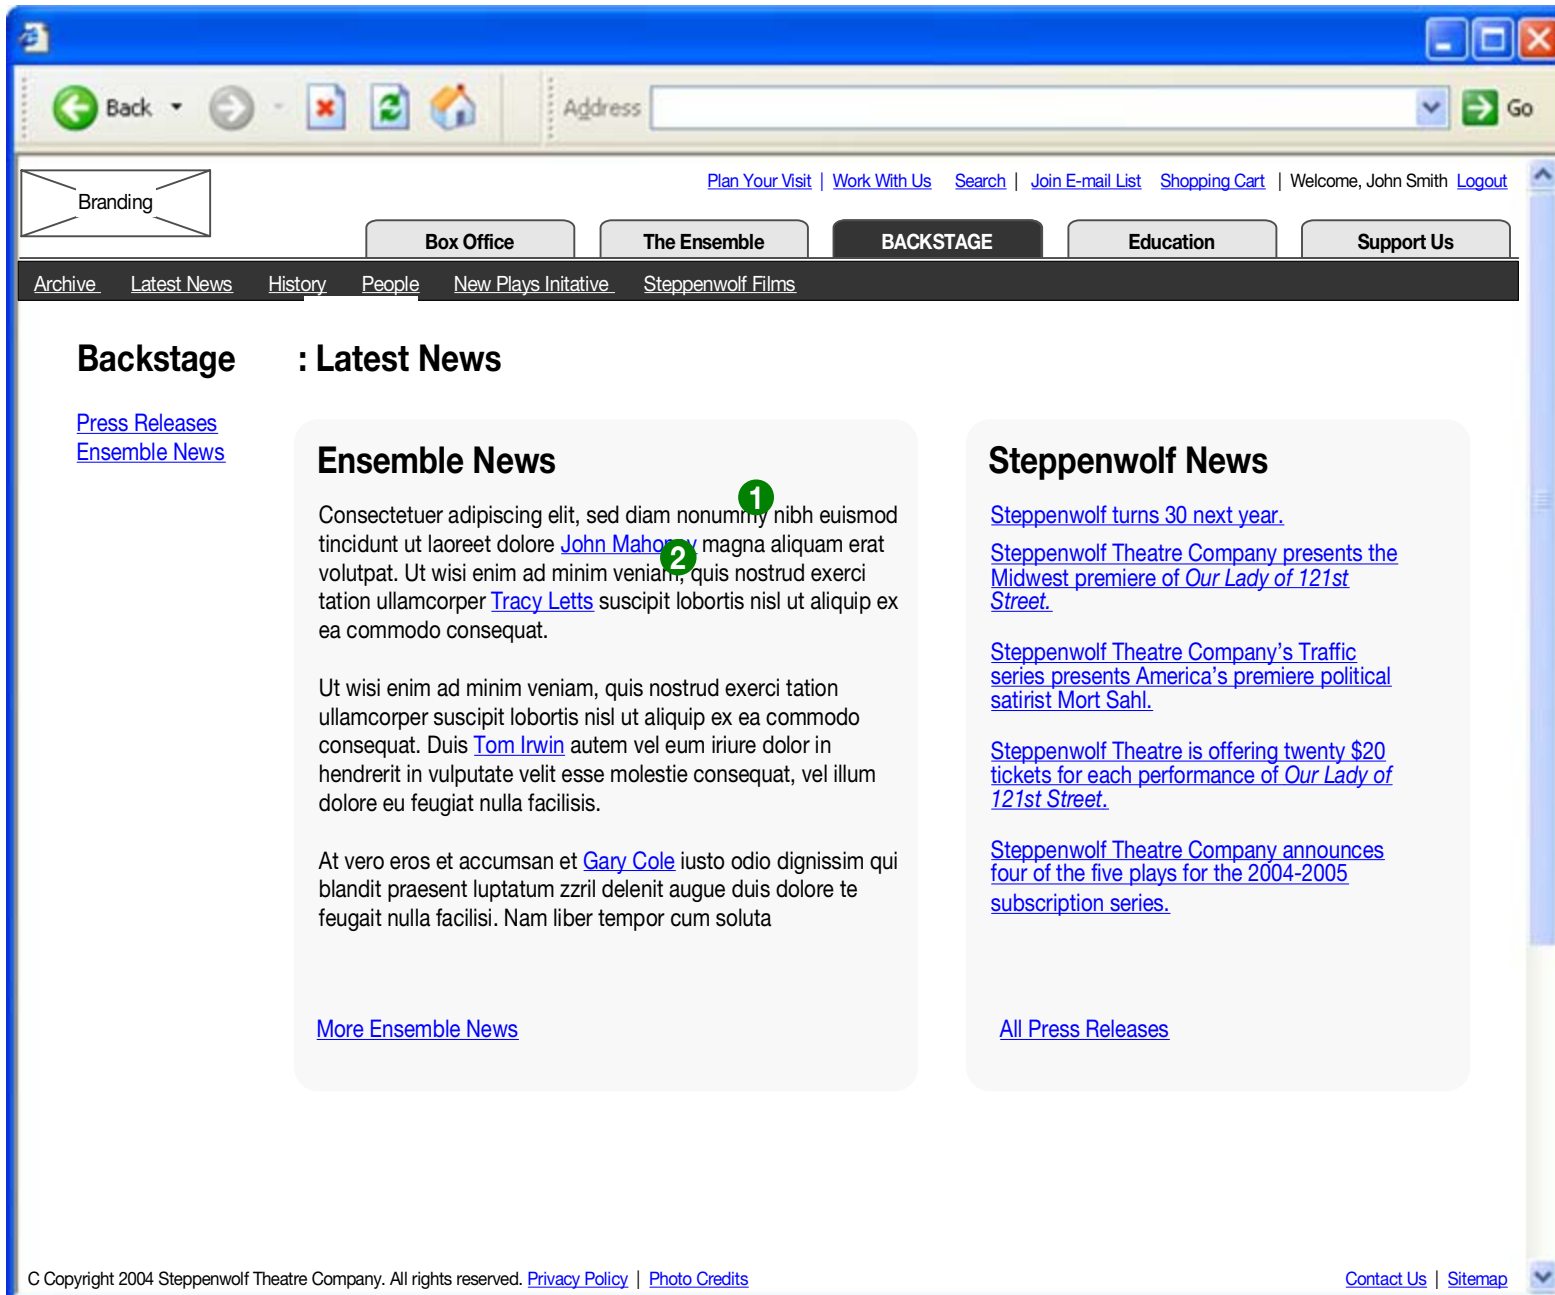 Back
Address
Go
Branding
Plan Your Visit | Work With Us Search | Join E-mail List Shopping Cart | Welcome, John Smith Logout
Box Office The Ensemble BACKSTAGE Education Support Us
Archive Latest News History People New Plays Initative Steppenwolf Films
Backstage : Latest News
Press Releases
Ensemble News
Ensemble News
1
Consectetuer adipiscing elit, sed diam nonummy nibh euismod
tincidunt ut laoreet dolore John Mahoney magna aliquam erat
2
volutpat. Ut wisi enim ad minim veniam, quis nostrud exerci
tation ullamcorper Tracy Letts suscipit lobortis nisl ut aliquip ex
ea commodo consequat.
Ut wisi enim ad minim veniam, quis nostrud exerci tation
ullamcorper suscipit lobortis nisl ut aliquip ex ea commodo
consequat. Duis Tom Irwin autem vel eum iriure dolor in
hendrerit in vulputate velit esse molestie consequat, vel illum
dolore eu feugiat nulla facilisis.
At vero eros et accumsan et Gary Cole iusto odio dignissim qui
blandit praesent luptatum zzril delenit augue duis dolore te
feugait nulla facilisi. Nam liber tempor cum soluta
More Ensemble News
Steppenwolf News
Steppenwolf turns 30 next year.
Steppenwolf Theatre Company presents the
Midwest premiere of Our Lady of 121st
Street.
Steppenwolf Theatre Company’s Traffic
series presents America’s premiere political
satirist Mort Sahl.
Steppenwolf Theatre is offering twenty $20
tickets for each performance of Our Lady of
121st Street.
Steppenwolf Theatre Company announces
four of the five plays for the 2004-2005
subscription series.
All Press Releases
C Copyright 2004 Steppenwolf Theatre Company. All rights reserved. Privacy Policy | Photo Credits
Contact Us | Sitemap